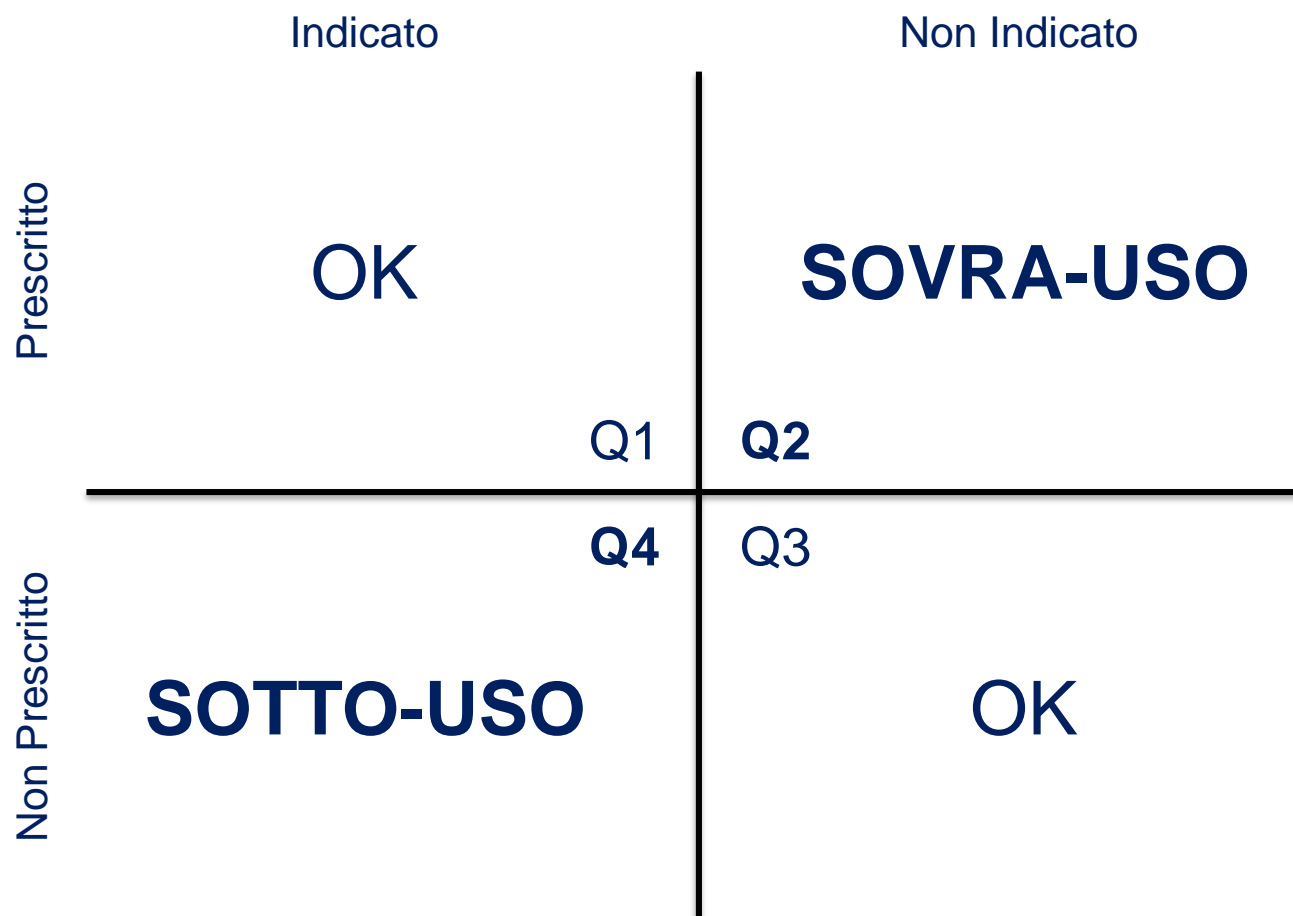 Indicato
Non Indicato
Prescritto
OK
SOVRA-USO
Q1
Q2
Q4
Q3
Non Prescritto
SOTTO-USO
OK